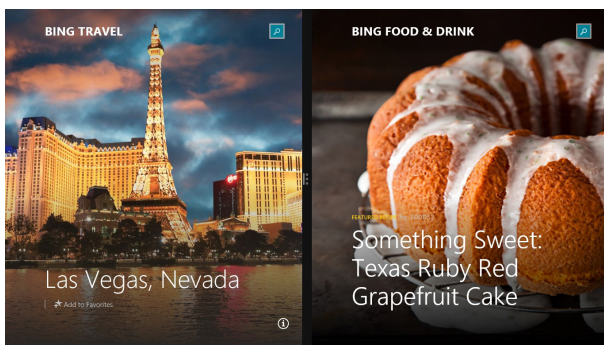 BING TRAVEL
Las Vegas, Nevada
Add to Favorites
BING FOOD & DRINK
Something Sweet:
Texas Ruby Red
Grapefruit Cake